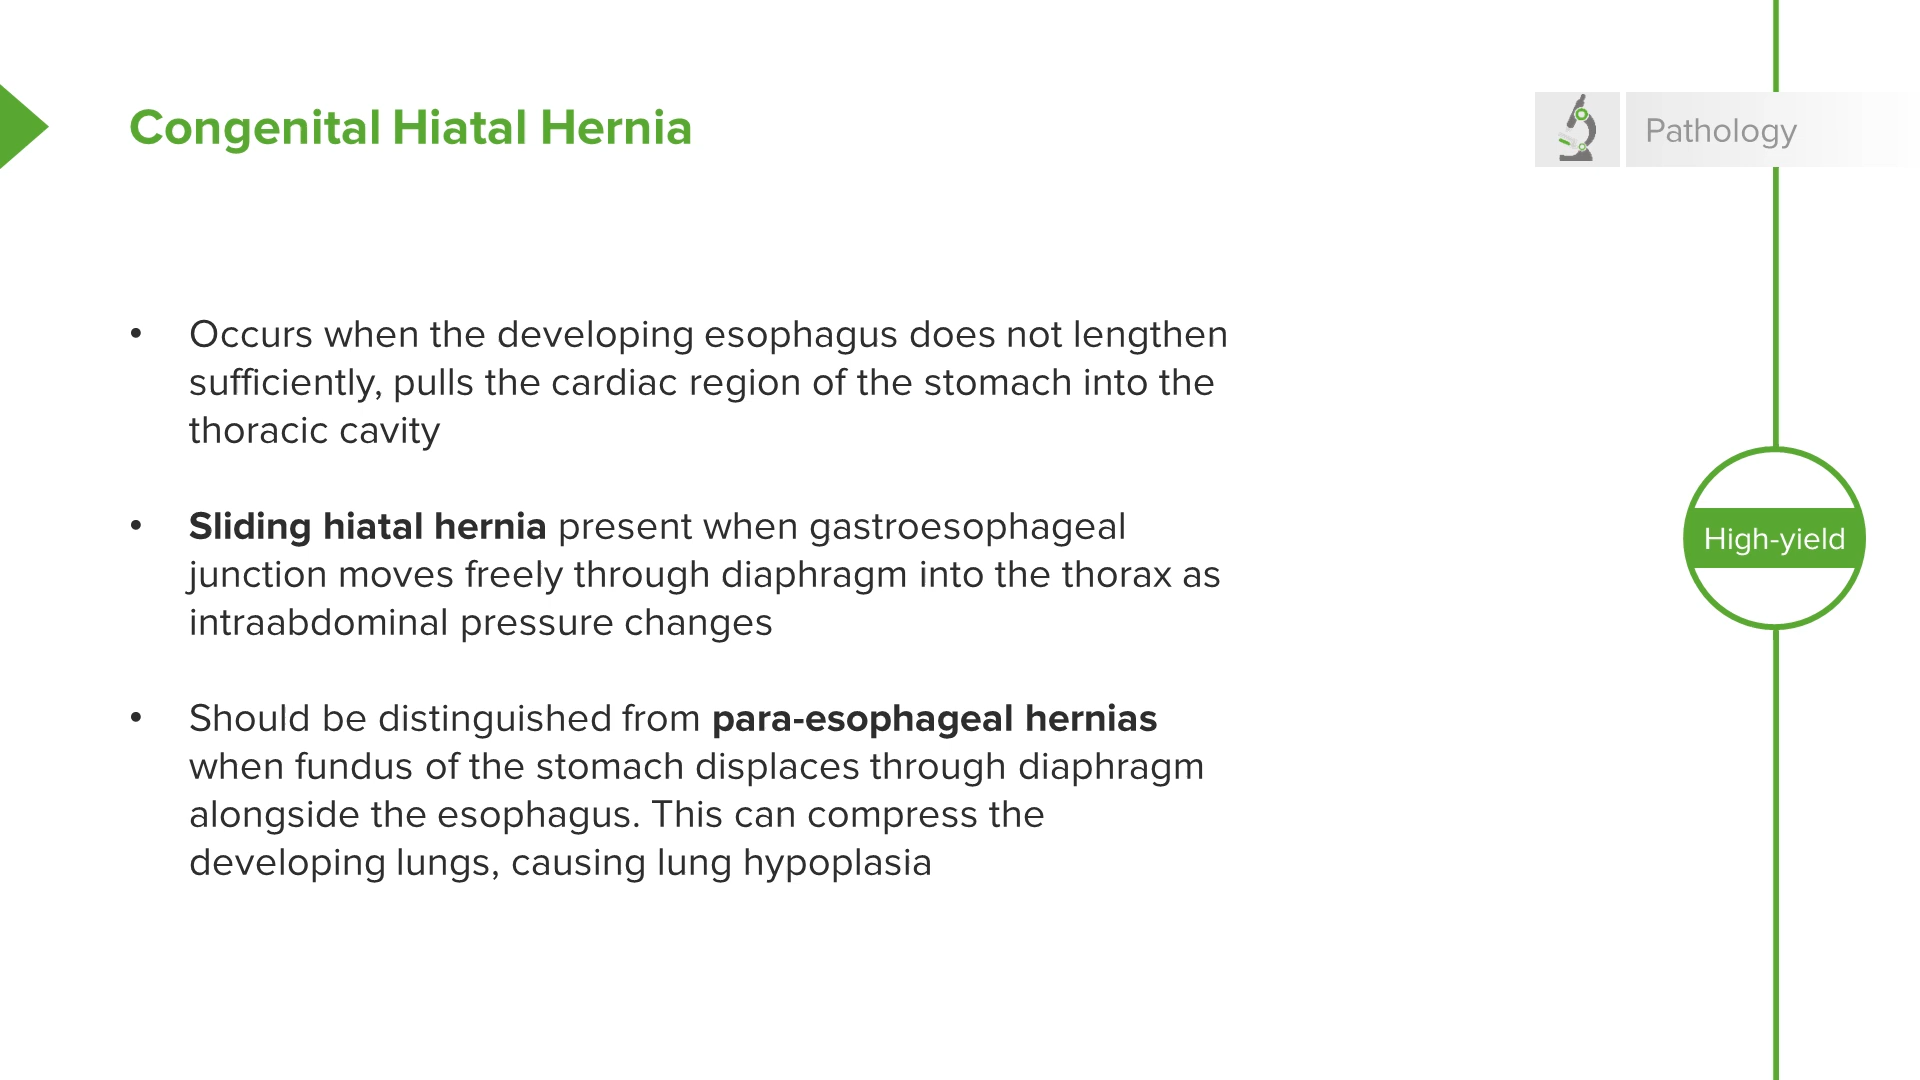 Congenital Hiatal Hernia
Pathology
• Occurs when the developing esophagus does not lengthen
sufficiently, pulls the cardiac region of the stomach into the
thoracic cavity
• Sliding hiatal hernia present when gastroesophageal
junction moves freely through diaphragm into the thorax as
intraabdominal pressure changes
• Should be distinguished from para-esophageal hernias
when fundus of the stomach displaces through diaphragm
alongside the esophagus. This can compress the
developing lungs, causing lung hypoplasia
High-yield